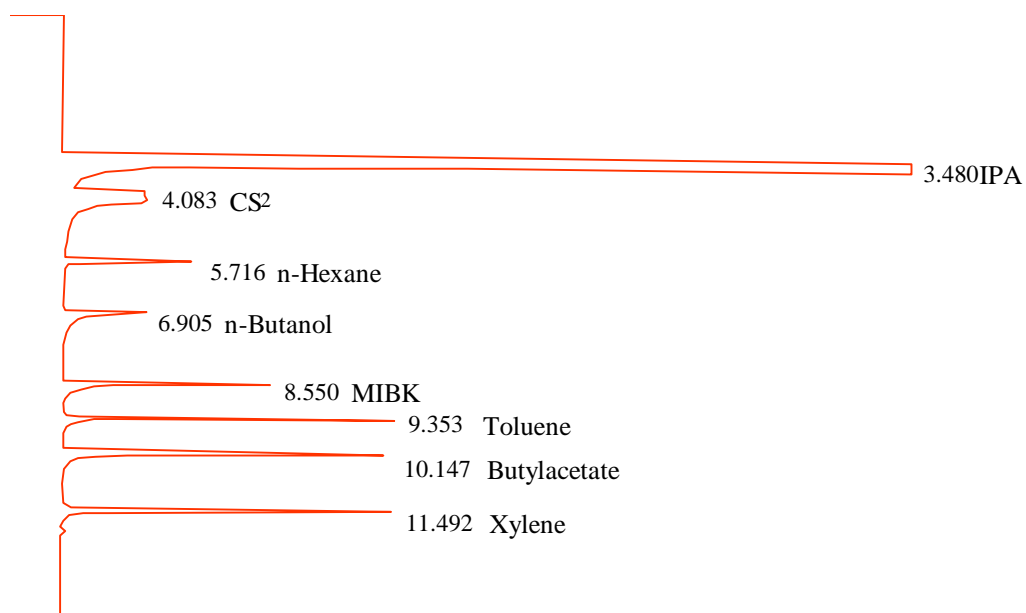 3.480IPA
4.083 CS2
5.716 n-Hexane
6.905 n-Butanol
8.550 MIBK
9.353 Toluene
10.147 Butylacetate
11.492 Xylene